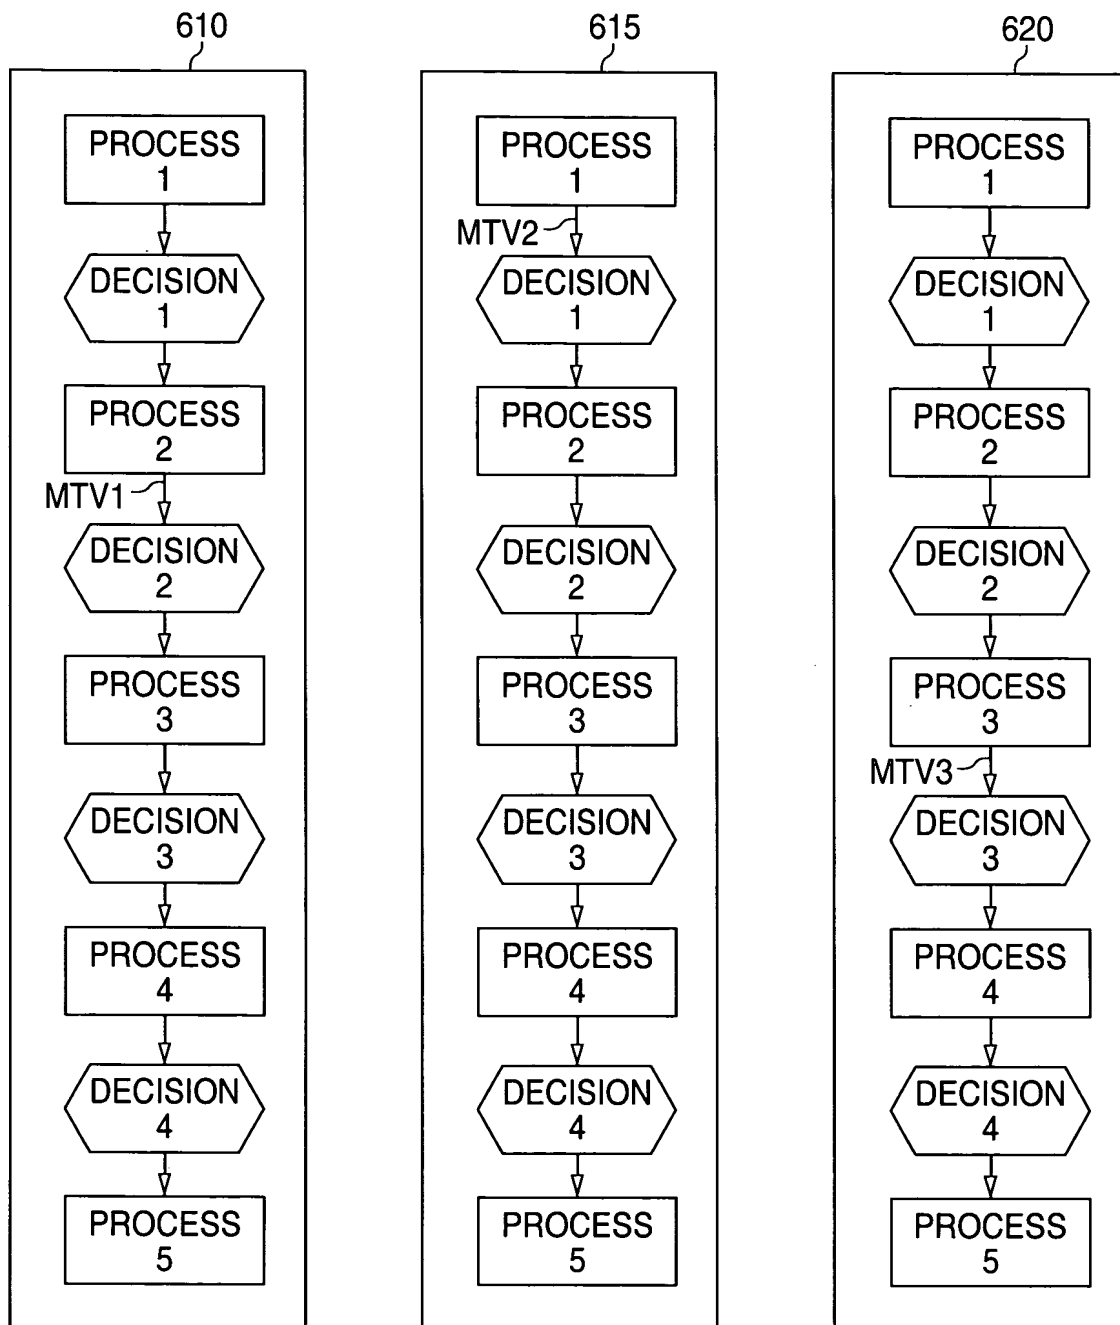 610
PROCESS
1
DECISION
1
PROCESS
2
MTV1
DECISION
2
PROCESS
3
DECISION
3
PROCESS
4
DECISION
4
PROCESS
5
615
PROCESS
1
MTV2
DECISION
1
PROCESS
2
DECISION
2
PROCESS
3
DECISION
3
PROCESS
4
DECISION
4
PROCESS
5
620
PROCESS
1
DECISION
1
PROCESS
2
DECISION
2
PROCESS
3
MTV3
DECISION
3
PROCESS
4
DECISION
4
PROCESS
5